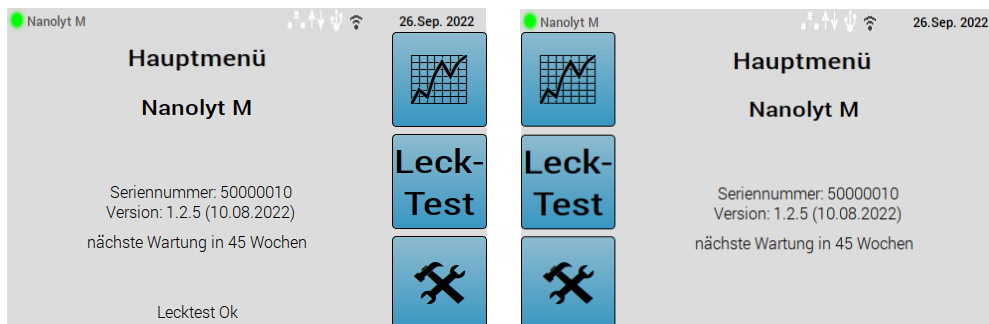 Nanolyt M
26.Sep. 2022
Hauptmenü
Nanolyt M
Leck-
Test
Seriennummer: 50000010
Version: 1.2.5 (10.08.2022)
nächste Wartung in 45 Wochen
Lecktest Ok
Nanolyt M
26.Sep. 2022
Hauptmenü
Nanolyt M
Leck-
Test
Seriennummer: 50000010
Version: 1.2.5 (10.08.2022)
nächste Wartung in 45 Wochen